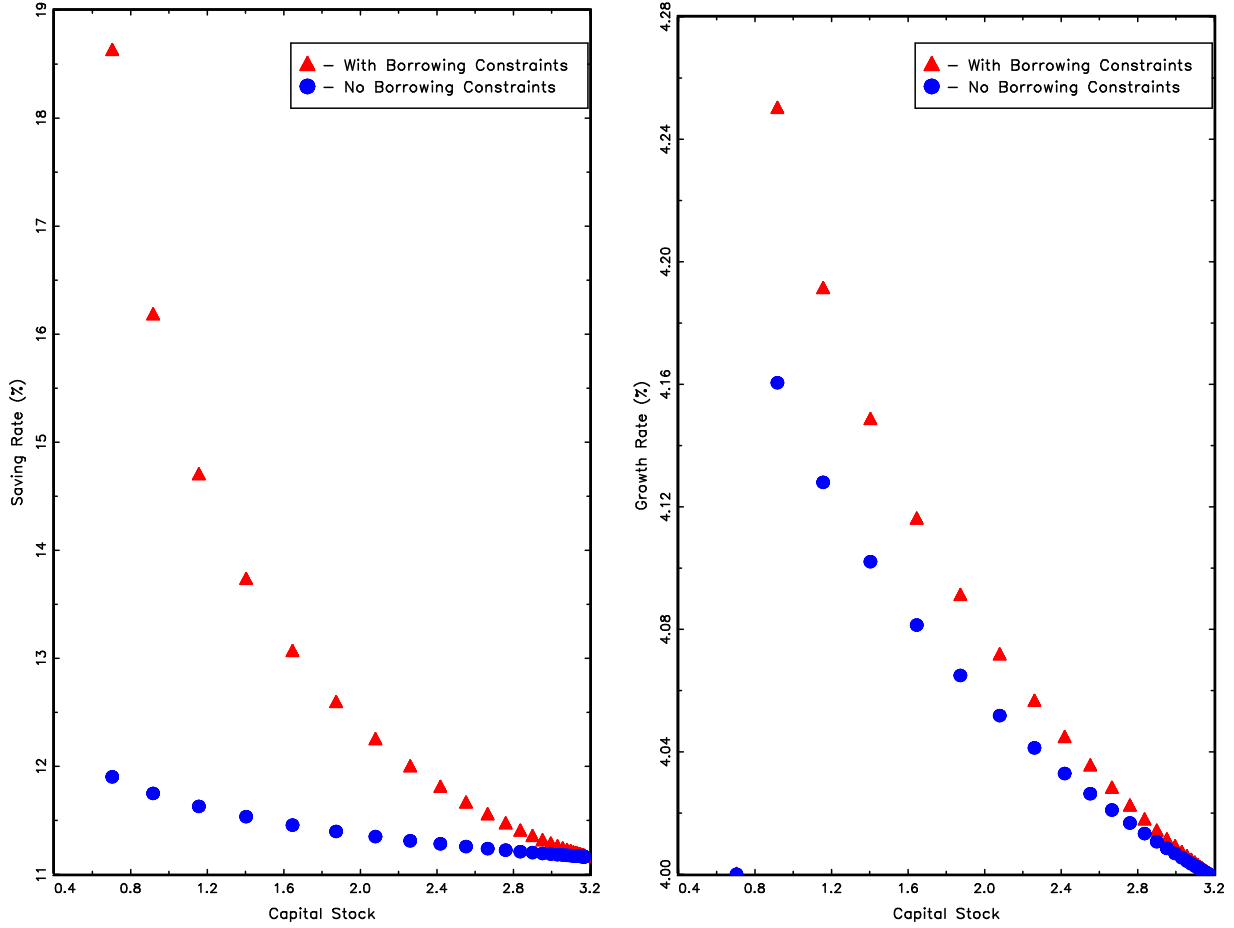 19
18
17
16
15
14
13
12
11
Saving Rate (%)
– With Borrowing Constraints
– No Borrowing Constraints
0.4 0.8 1.2 1.6 2.0 2.4 2.8 3.2
Capital Stock
4.28
4.24
4.20
4.16
4.12
4.08
4.04
4.00
Growth Rate (%)
– With Borrowing Constraints
– No Borrowing Constraints
0.4 0.8 1.2 1.6 2.0 2.4 2.8 3.2
Capital Stock